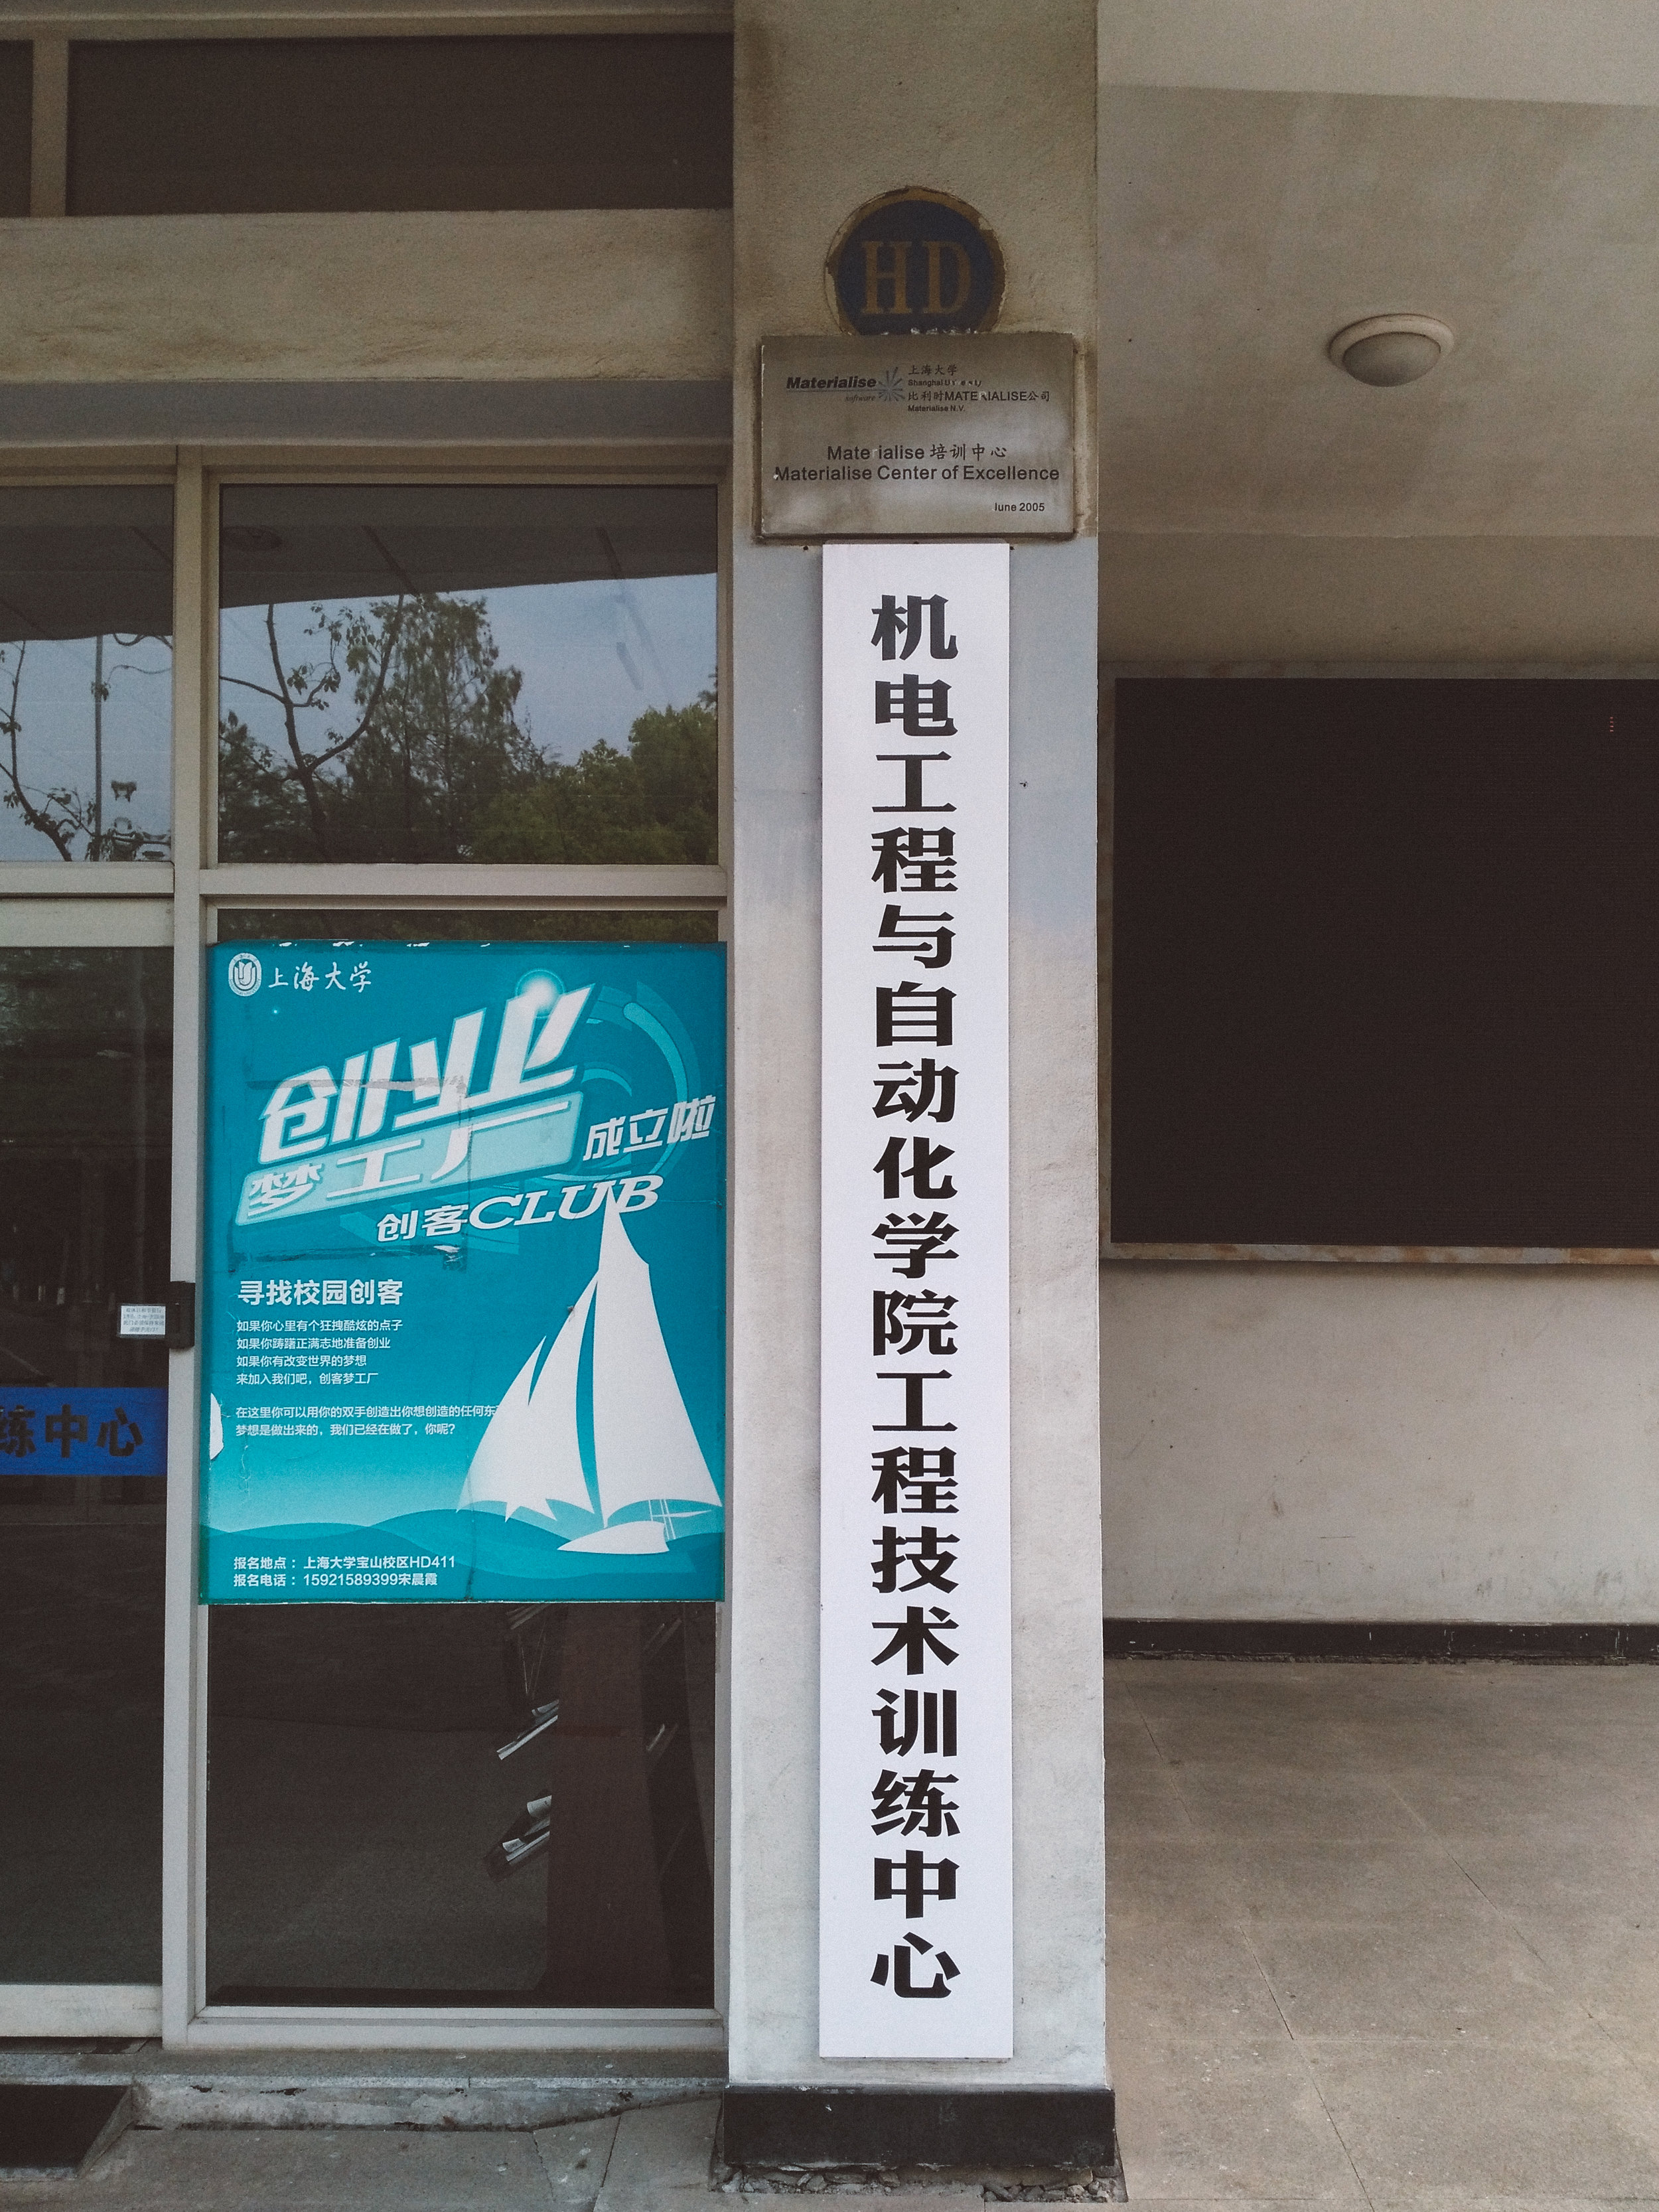 HD
Materialise
software
上海大学
Shanghai
比利时MATERIALISE公司
Materialise N.V.
Materialise 培训中心
Materialise Center of Excellence
June 2005
机电工程与自动化学院工程技术训练中心
上海大学
创业
梦工厂
成立啦
创客CLUB
寻找校园创客
如果你心里有个狂拽酷炫的点子
如果你踌躇正满志地准备创业
如果你有改变世界的梦想
来加入我们吧，创客梦工厂
在这里你可以用你的双手创造出你想创造的任何东
梦想是做出来的，我们已经在做了，你呢？
报名地点：上海大学宝山校区HD411
报名电话：15921589399宋晨霞
练中心